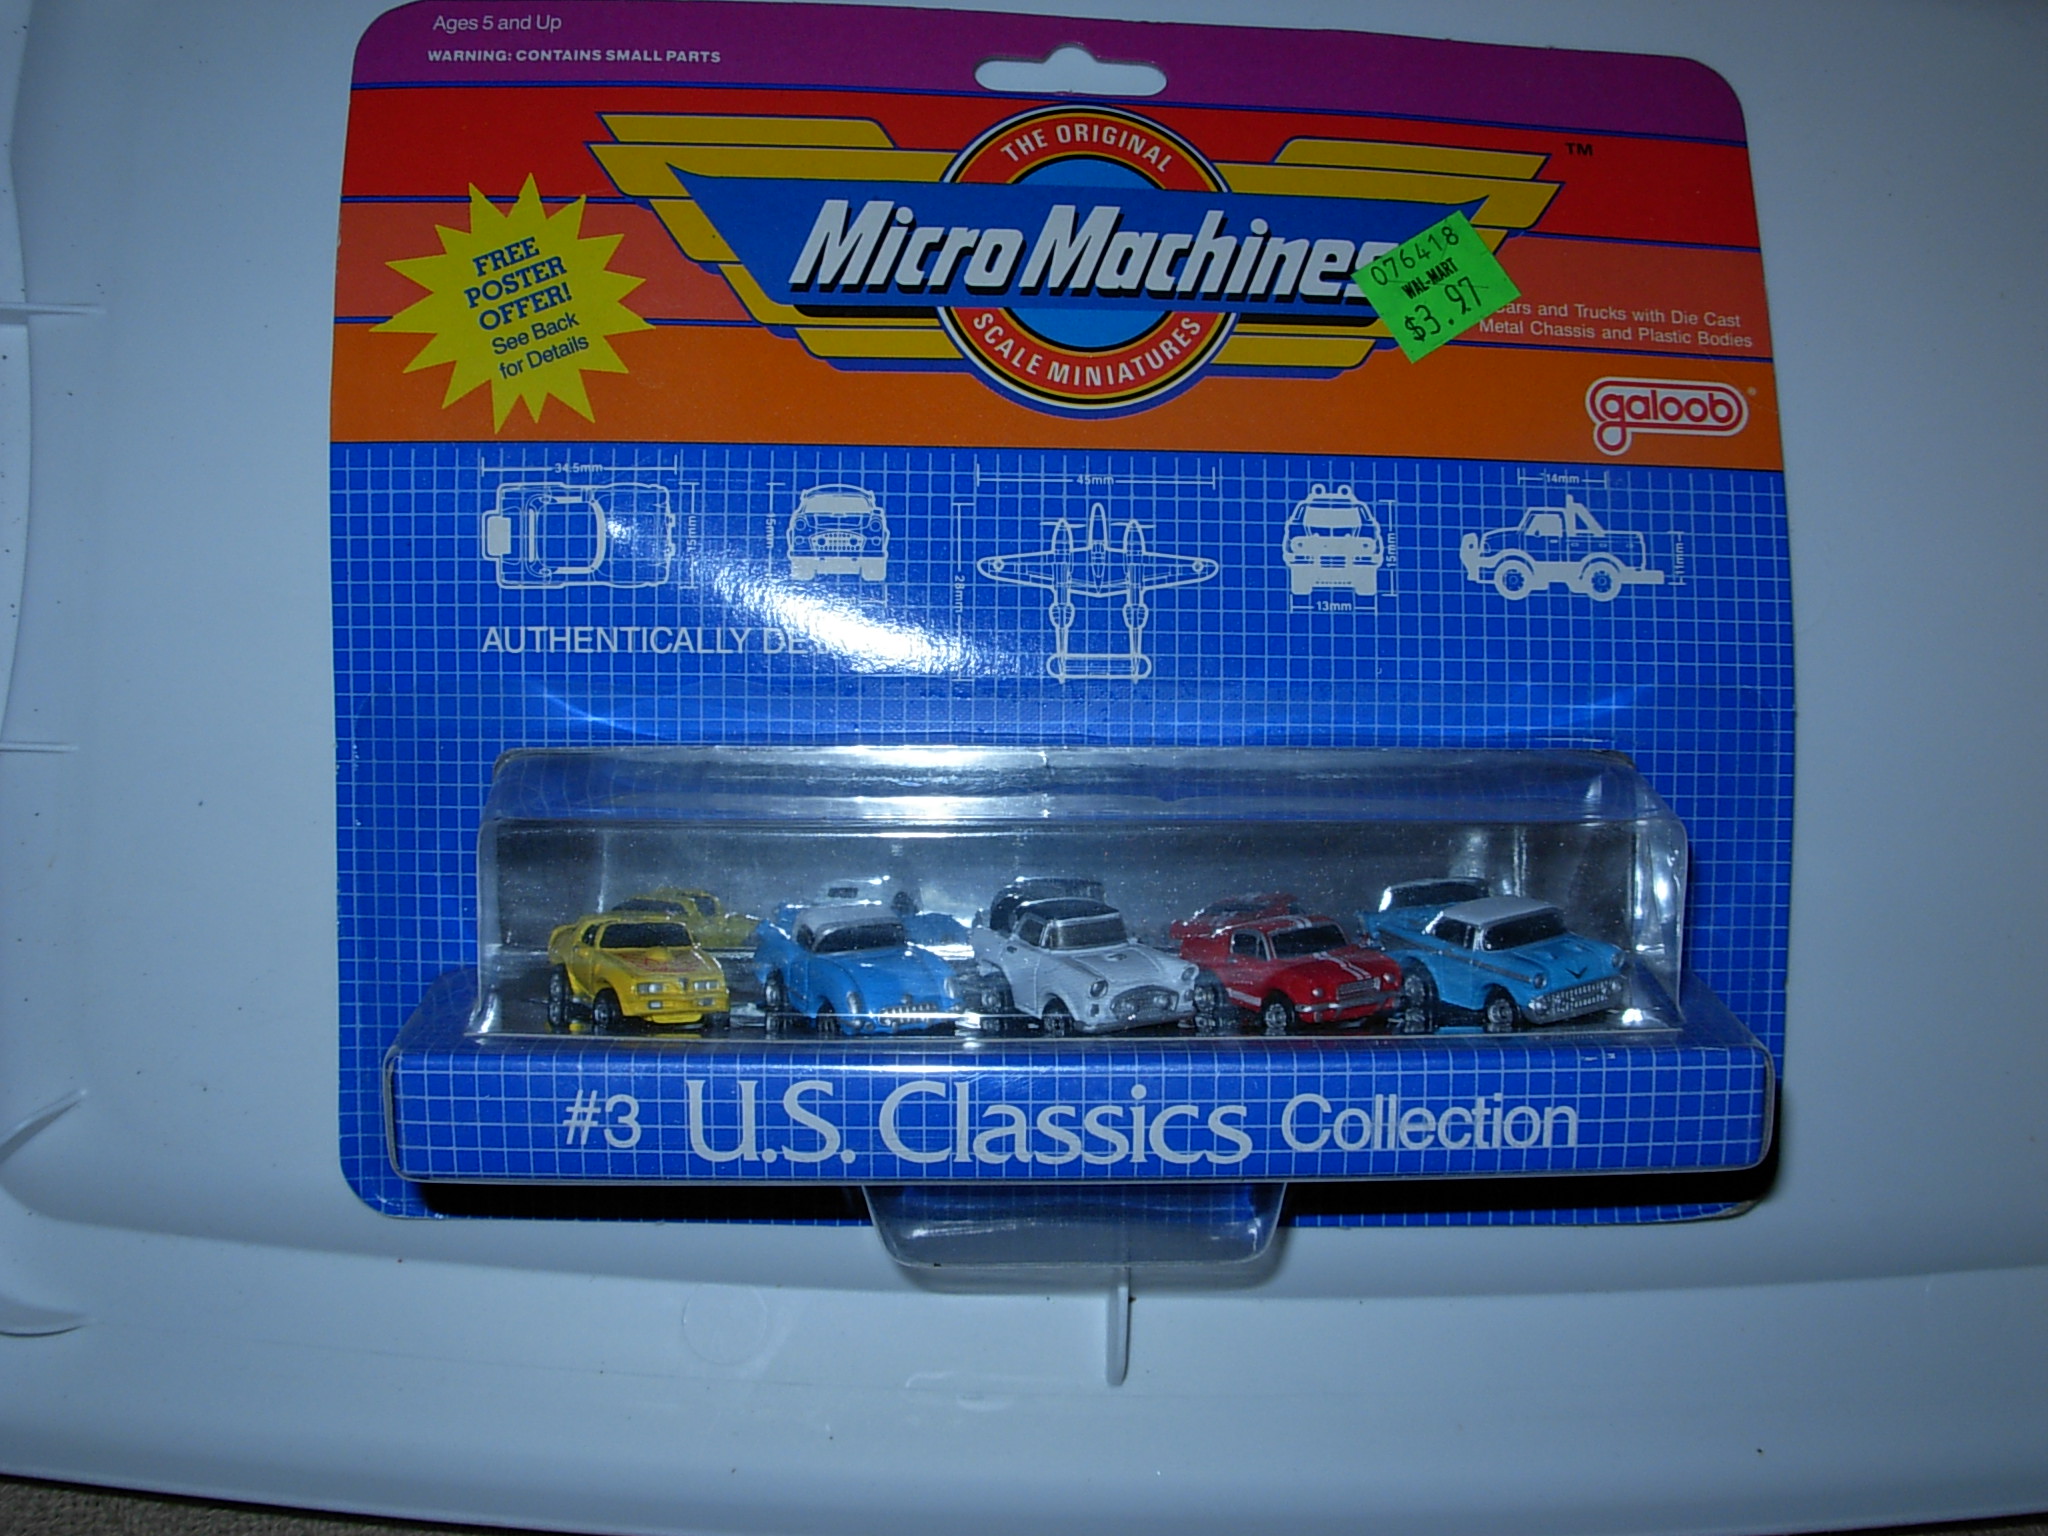 Ages 5 and Up
WARNING: CONTAINS SMALL PARTS
THE ORIGINAL
Micro Machines
TM
SCALE MINIATURES
FREE
POSTER
OFFER!
See Back
for Details
076418
WAL-MART
$3.97
and Trucks with Die Cast
Metal Chassis and Plastic Bodies
galoob®
34.5mm
15mm
45mm
28mm
15mm
13mm
14mm
11mm
AUTHENTICALLY
#3 U.S. Classics Collection